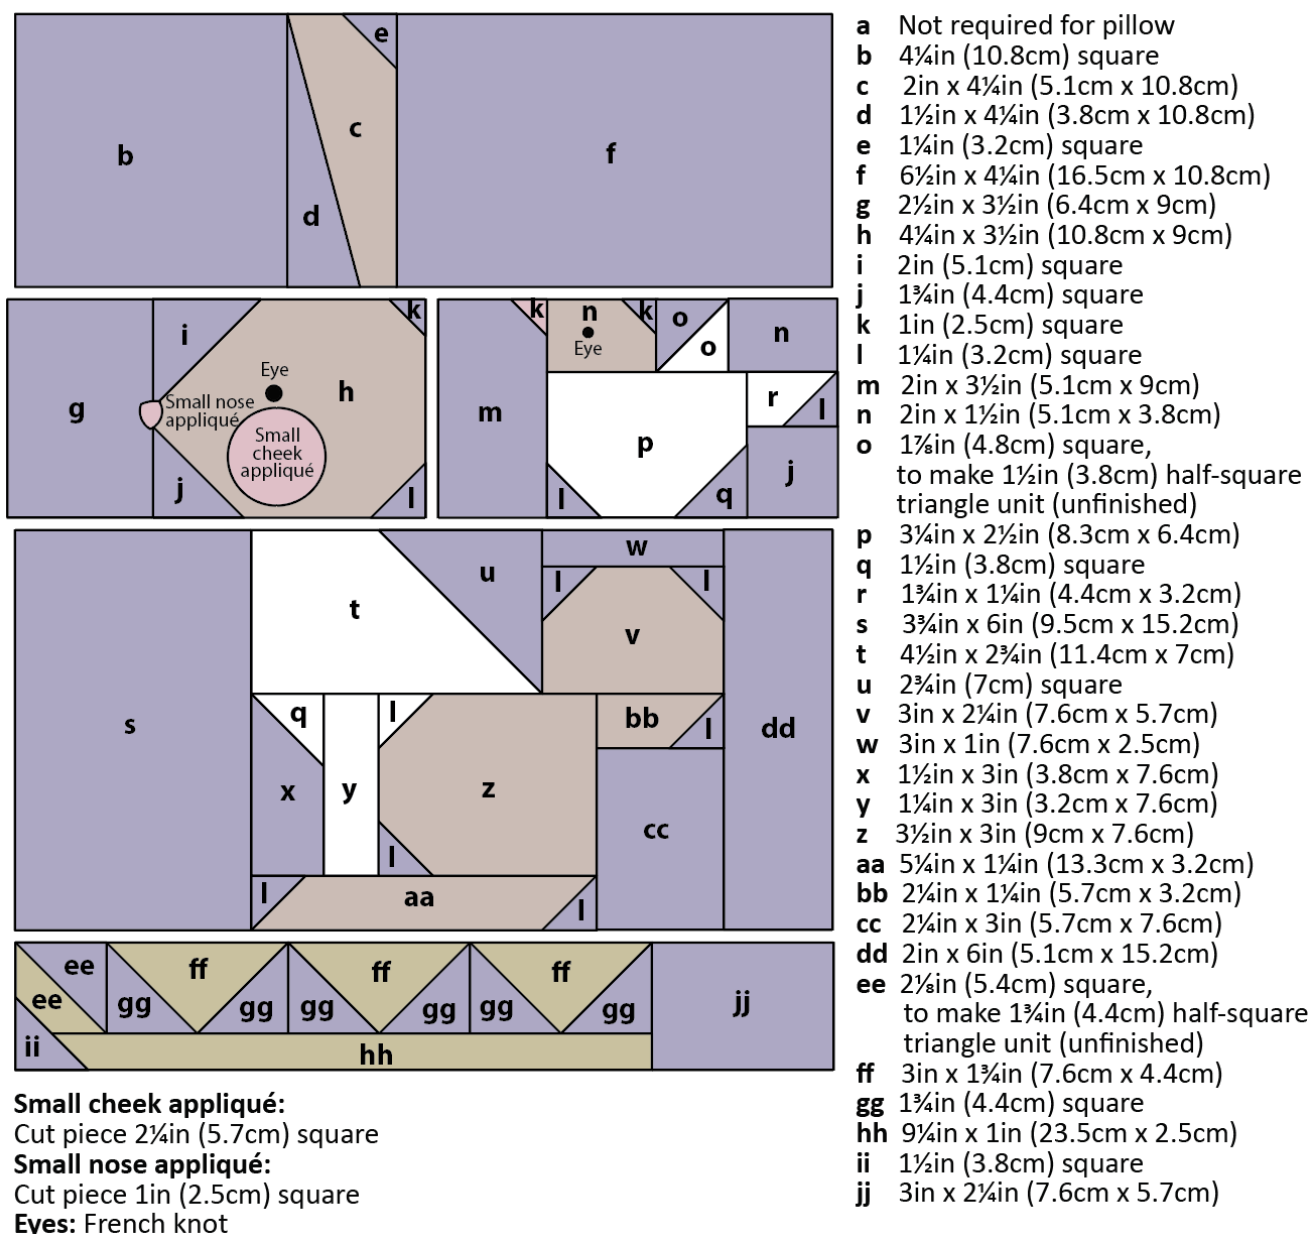 b
c
d
e
f
g
h
i
j
k
l
Eye
Small nose
appliqué
Small
cheek
appliqué
m
k
n
k
Eye
o
o
n
p
r
l
j
l
q
s
t
u
w
l
l
v
q
l
x
y
z
l
bb
l
cc
dd
l
aa
l
ee
ee
ff
ff
ff
gg
gg
gg
gg
gg
gg
ii
hh
jj
a Not required for pillow
b 4¼in (10.8cm) square
c 2in x 4¼in (5.1cm x 10.8cm)
d 1½in x 4¼in (3.8cm x 10.8cm)
e 1¼in (3.2cm) square
f 6½in x 4¼in (16.5cm x 10.8cm)
g 2½in x 3½in (6.4cm x 9cm)
h 4¼in x 3½in (10.8cm x 9cm)
i 2in (5.1cm) square
j 1¾in (4.4cm) square
k 1in (2.5cm) square
l 1¼in (3.2cm) square
m 2in x 3½in (5.1cm x 9cm)
n 2in x 1½in (5.1cm x 3.8cm)
o 1⅞in (4.8cm) square,
to make 1½in (3.8cm) half-square
triangle unit (unfinished)
p 3¼in x 2½in (8.3cm x 6.4cm)
q 1½in (3.8cm) square
r 1¾in x 1¼in (4.4cm x 3.2cm)
s 3¾in x 6in (9.5cm x 15.2cm)
t 4½in x 2¾in (11.4cm x 7cm)
u 2¾in (7cm) square
v 3in x 2¼in (7.6cm x 5.7cm)
w 3in x 1in (7.6cm x 2.5cm)
x 1½in x 3in (3.8cm x 7.6cm)
y 1¼in x 3in (3.2cm x 7.6cm)
z 3½in x 3in (9cm x 7.6cm)
aa 5¼in x 1¼in (13.3cm x 3.2cm)
bb 2¼in x 1¼in (5.7cm x 3.2cm)
cc 2¼in x 3in (5.7cm x 7.6cm)
dd 2in x 6in (5.1cm x 15.2cm)
ee 2⅛in (5.4cm) square,
to make 1¾in (4.4cm) half-square
triangle unit (unfinished)
ff 3in x 1¾in (7.6cm x 4.4cm)
gg 1¾in (4.4cm) square
hh 9¼in x 1in (23.5cm x 2.5cm)
ii 1½in (3.8cm) square
jj 3in x 2¼in (7.6cm x 5.7cm)
Small cheek appliqué:
Cut piece 2¼in (5.7cm) square
Small nose appliqué:
Cut piece 1in (2.5cm) square
Eyes: French knot